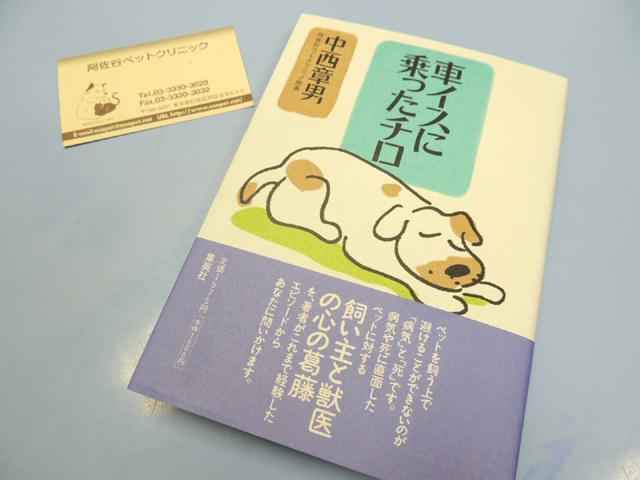 阿佐谷ペットクリニック
Tel.03-3330-3029
Fax.03-3330-3032
車イスに
乗ったチロ
中西章男
ペットを飼う上で
避けることができないのが
「病気」と「死」です。
病気や死に直面した
ペットに対する
飼い主と獣医
の心の葛藤
を、著者がこれまで経験した
エピソードから
あなたに問いかけます。
集英社